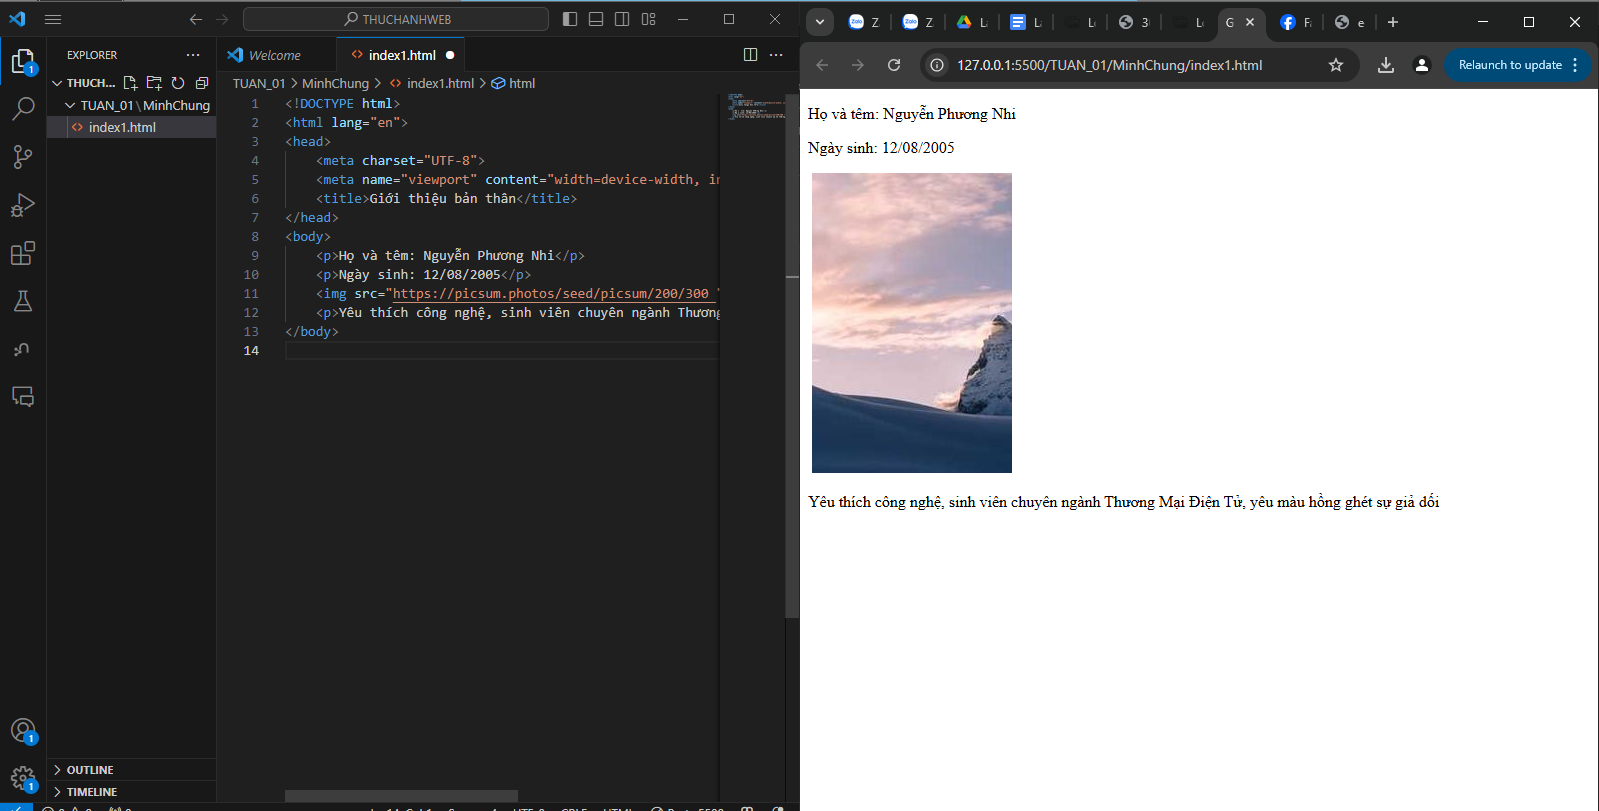 THUCHANHWEB
EXPLORER
THUCH...
TUAN_01 \ MinhChung
index1.html
OUTLINE
TIMELINE
Welcome
index1.html
TUAN_01 > MinhChung > index1.html > html
1 <!DOCTYPE html>
2 <html lang="en">
3 <head>
4 <meta charset="UTF-8">
5 <meta name="viewport" content="width=device-width, in
6 <title>Giới thiệu bản thân</title>
7 </head>
8 <body>
9 <p>Họ và têm: Nguyễn Phương Nhi</p>
10 <p>Ngày sinh: 12/08/2005</p>
11 <img src="https://picsum.photos/seed/picsum/200/300 "
12 <p>Yêu thích công nghệ, sinh viên chuyên ngành Thương
13 </body>
14
127.0.0.1:5500/TUAN_01/MinhChung/index1.html
Relaunch to update
Họ và têm: Nguyễn Phương Nhi
Ngày sinh: 12/08/2005
Yêu thích công nghệ, sinh viên chuyên ngành Thương Mại Điện Tử, yêu màu hồng ghét sự giả dối